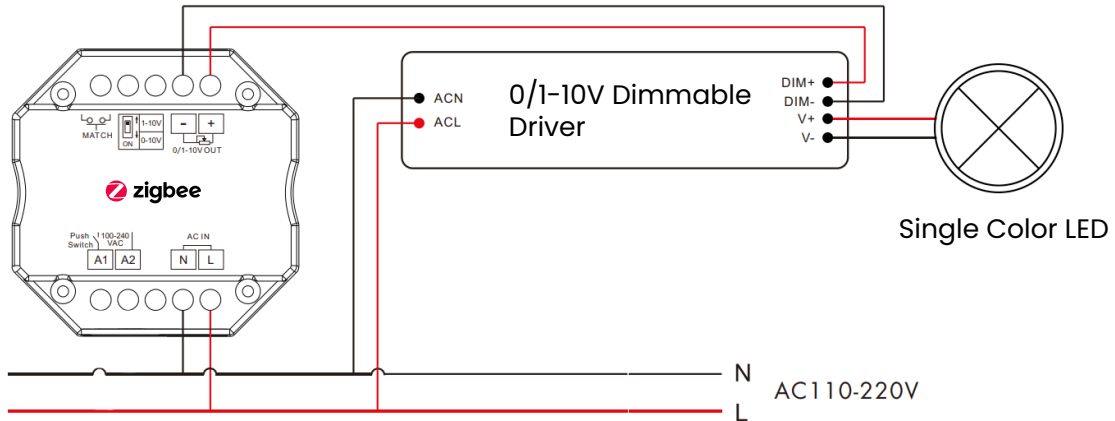 MATCH
ON
1-10V
0-10V
- +
0/1-10V OUT
zigbee
Push
Switch
100-240
VAC
A1 A2
AC IN
N L
ACN
ACL
0/1-10V Dimmable
Driver
DIM+
DIM-
V+
V-
Single Color LED
N
L
AC110-220V